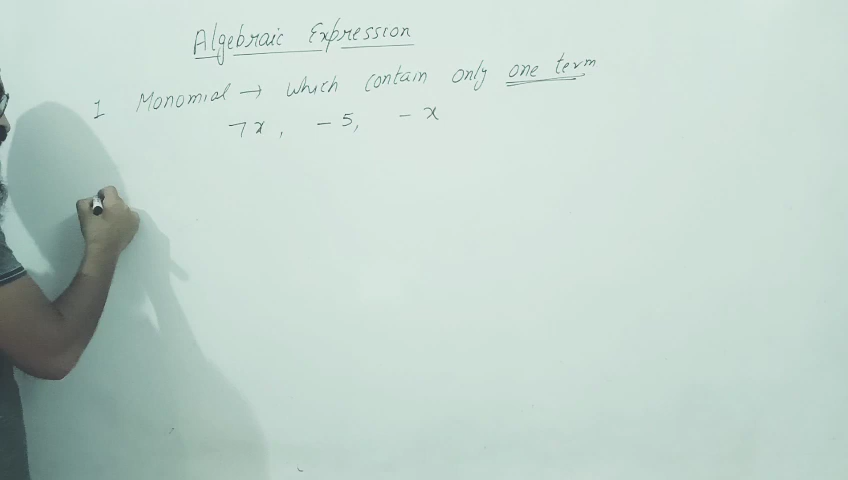 Algebraic Expression
1 Monomial → which contain only one term
7x, -5, -x